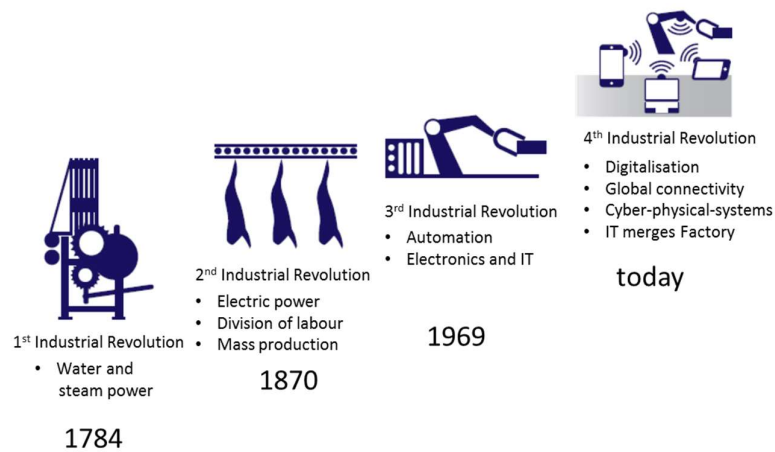 1st Industrial Revolution
• Water and
steam power
1784
2nd Industrial Revolution
• Electric power
• Division of labour
• Mass production
1870
3rd Industrial Revolution
• Automation
• Electronics and IT
1969
4th Industrial Revolution
• Digitalisation
• Global connectivity
• Cyber-physical-systems
• IT merges Factory
today